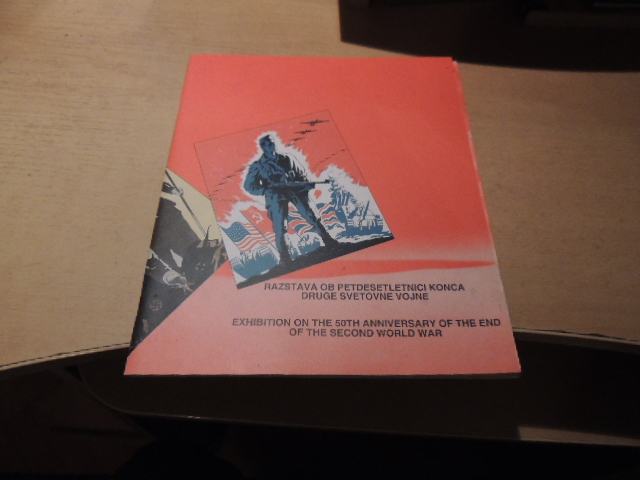 RAZSTAVA OB PETDESETLETNICI KONCA
DRUGE SVETOVNE VOJNE
EXHIBITION ON THE 50TH ANNIVERSARY OF THE END
OF THE SECOND WORLD WAR